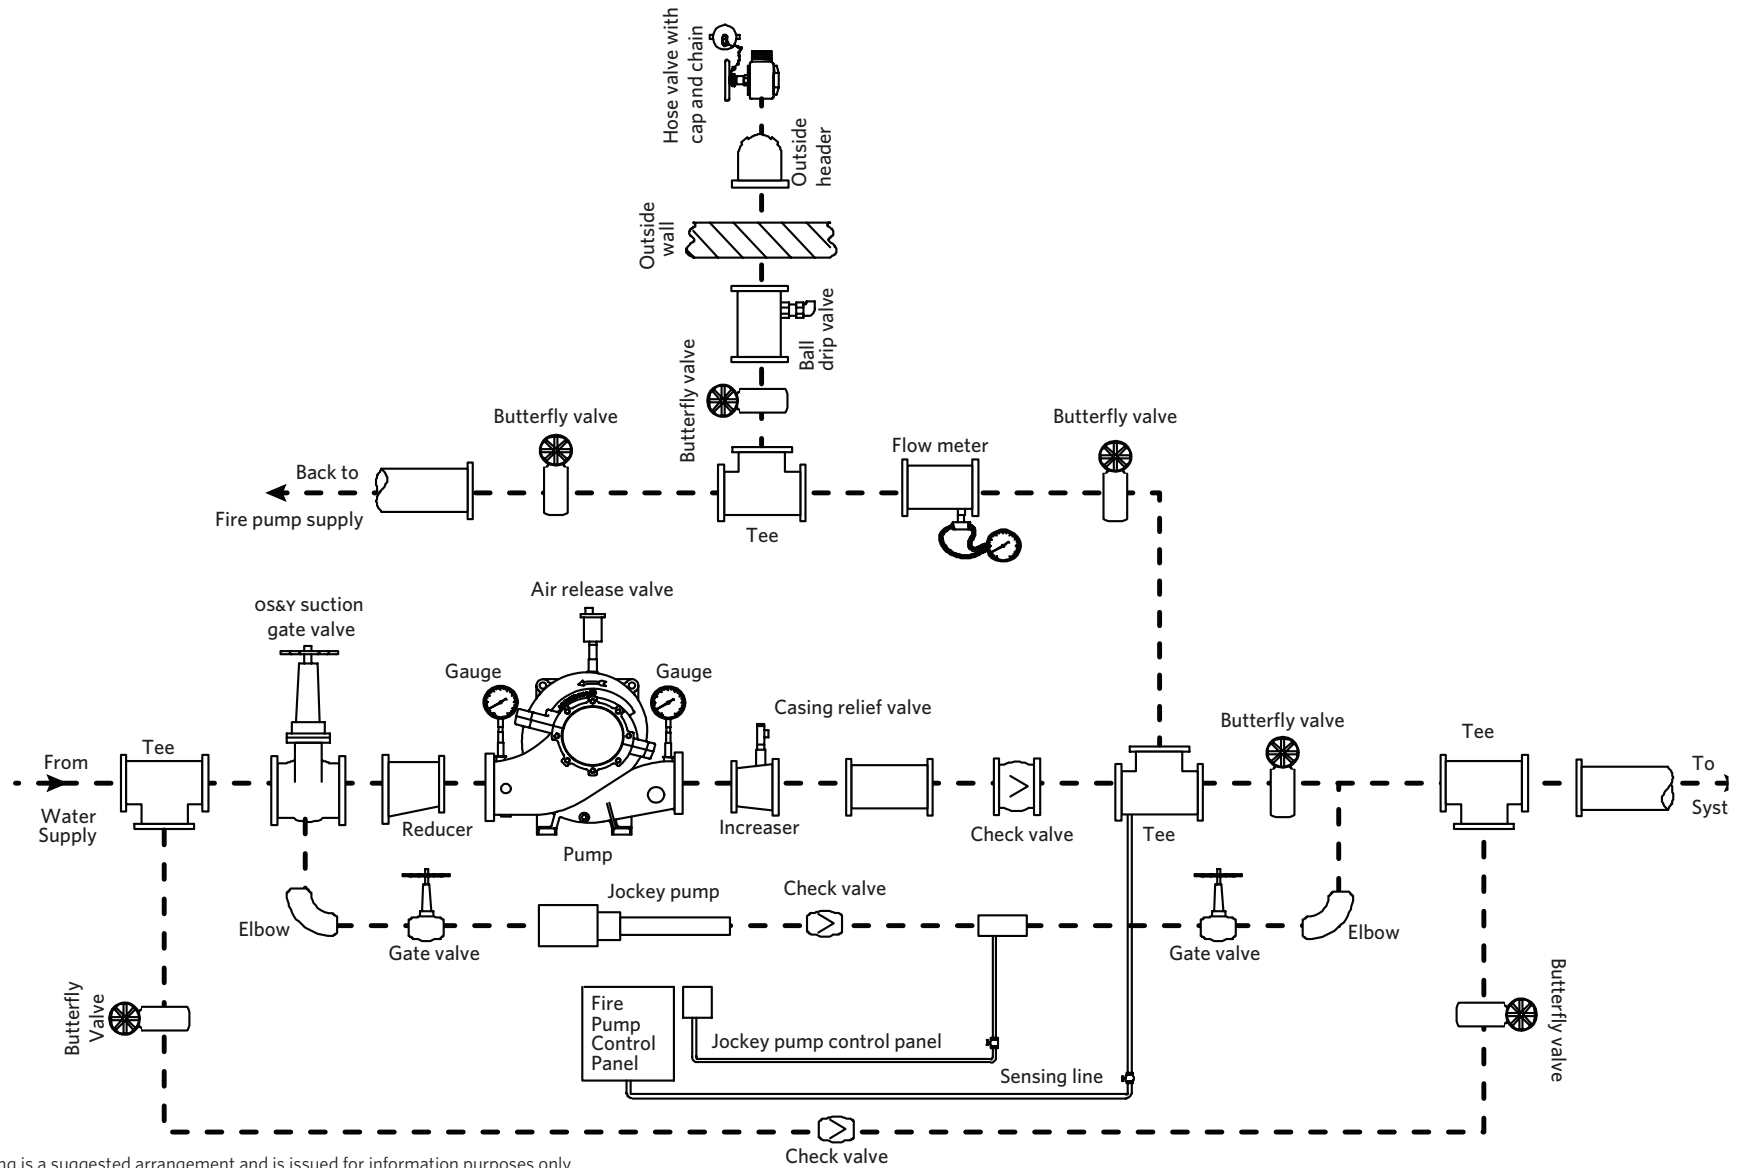 Hose valve with
cap and chain
Outside
header
Outside
wall
Ball
drip valve
Butterfly valve
Butterfly valve
Flow meter
Butterfly valve
Back to
Fire pump supply
Tee
Air release valve
OS&Y suction
gate valve
Gauge
Gauge
Casing relief valve
Butterfly valve
Tee
Tee
From
Water
Supply
To
Syst
Reducer
Pump
Increaser
Check valve
Tee
Jockey pump
Check valve
Elbow
Gate valve
Gate valve
Elbow
Butterfly
Valve
Fire
Pump
Control
Panel
Jockey pump control panel
Sensing line
Butterfly valve
Check valve
is a suggested arrangement and is issued for information purposes only